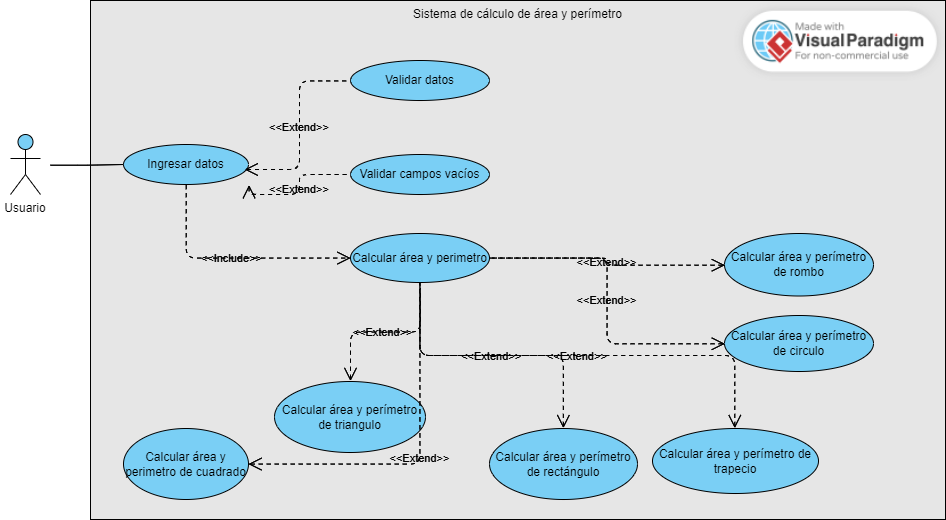 Sistema de cálculo de área y perímetro
Made with
Visual Paradigm
For non-commercial use
Validar datos
<<Extend>>
Ingresar datos
Validar campos vacíos
<<Extend>>
Usuario
<<Include>>
Calcular área y perimetro
<<Extend>>
Calcular área y perímetro
de rombo
<<Extend>>
<<Extend>>
Calcular área y perímetro
de circulo
<<Extend>>
<<Extend>>
Calcular área y perímetro
de triangulo
Calcular área y
perimetro de cuadrado
<<Extend>>
Calcular área y perímetro
de rectángulo
Calcular área y perímetro de
trapecio